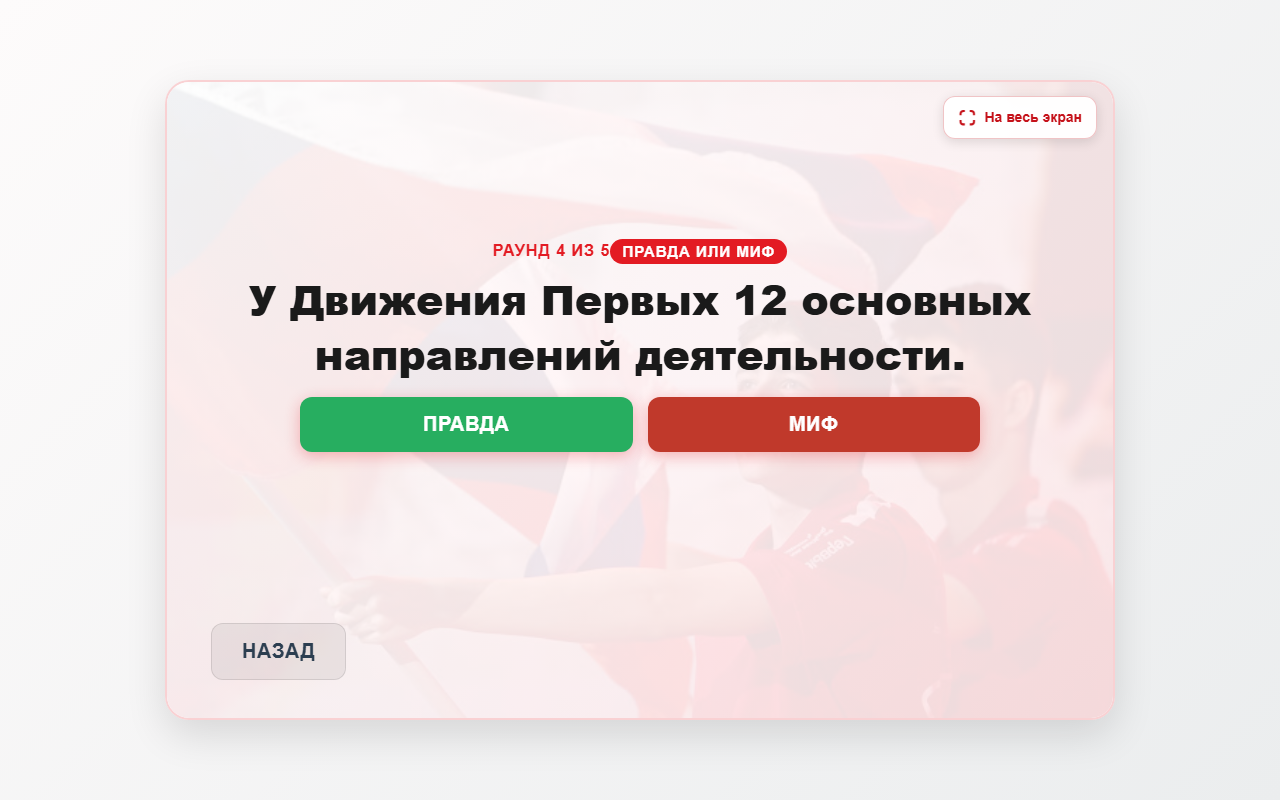 На весь экран
РАУНД 4 ИЗ 5 ПРАВДА ИЛИ МИФ
У Движения Первых 12 основных
направлений деятельности.
ПРАВДА МИФ
НАЗАД